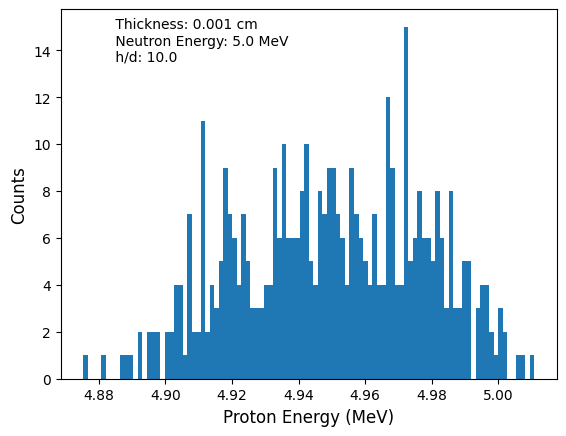 Thickness: 0.001 cm
Neutron Energy: 5.0 MeV
h/d: 10.0
Counts
14
12
10
8
6
4
2
0
4.88 4.90 4.92 4.94 4.96 4.98 5.00
Proton Energy (MeV)